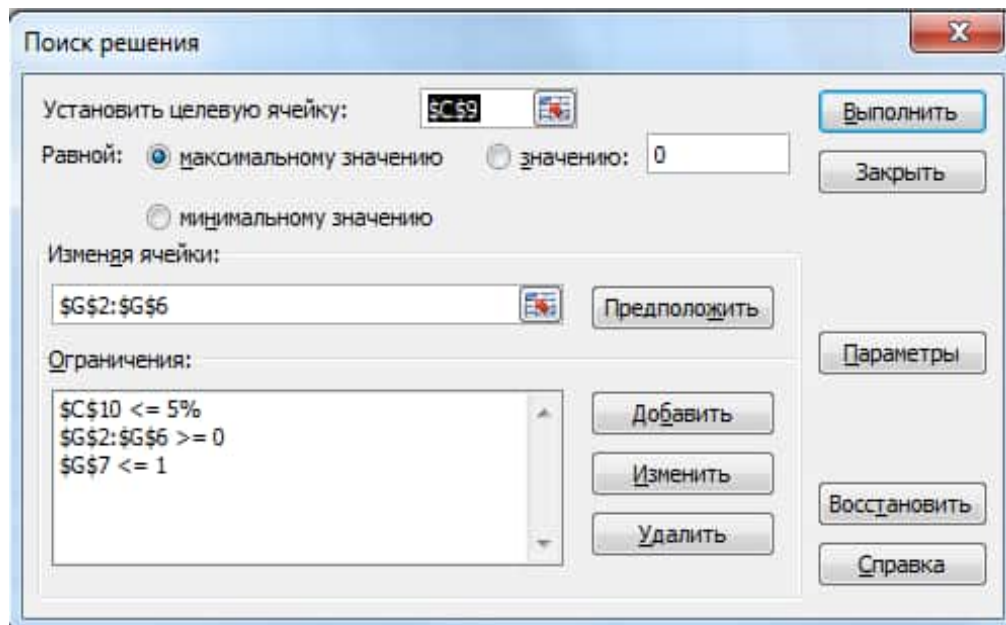 Поиск решения
Установить целевую ячейку: $C$9 Выполнить
Равной: максимальному значению значению: 0 Закрыть
минимальному значению
Изменяя ячейки:
$G$2:$G$6 Предположить
Ограничения: Параметры
$C$10 <= 5% Добавить
$G$2:$G$6 >= 0
$G$7 <= 1 Изменить
Восстановить
Удалить
Справка